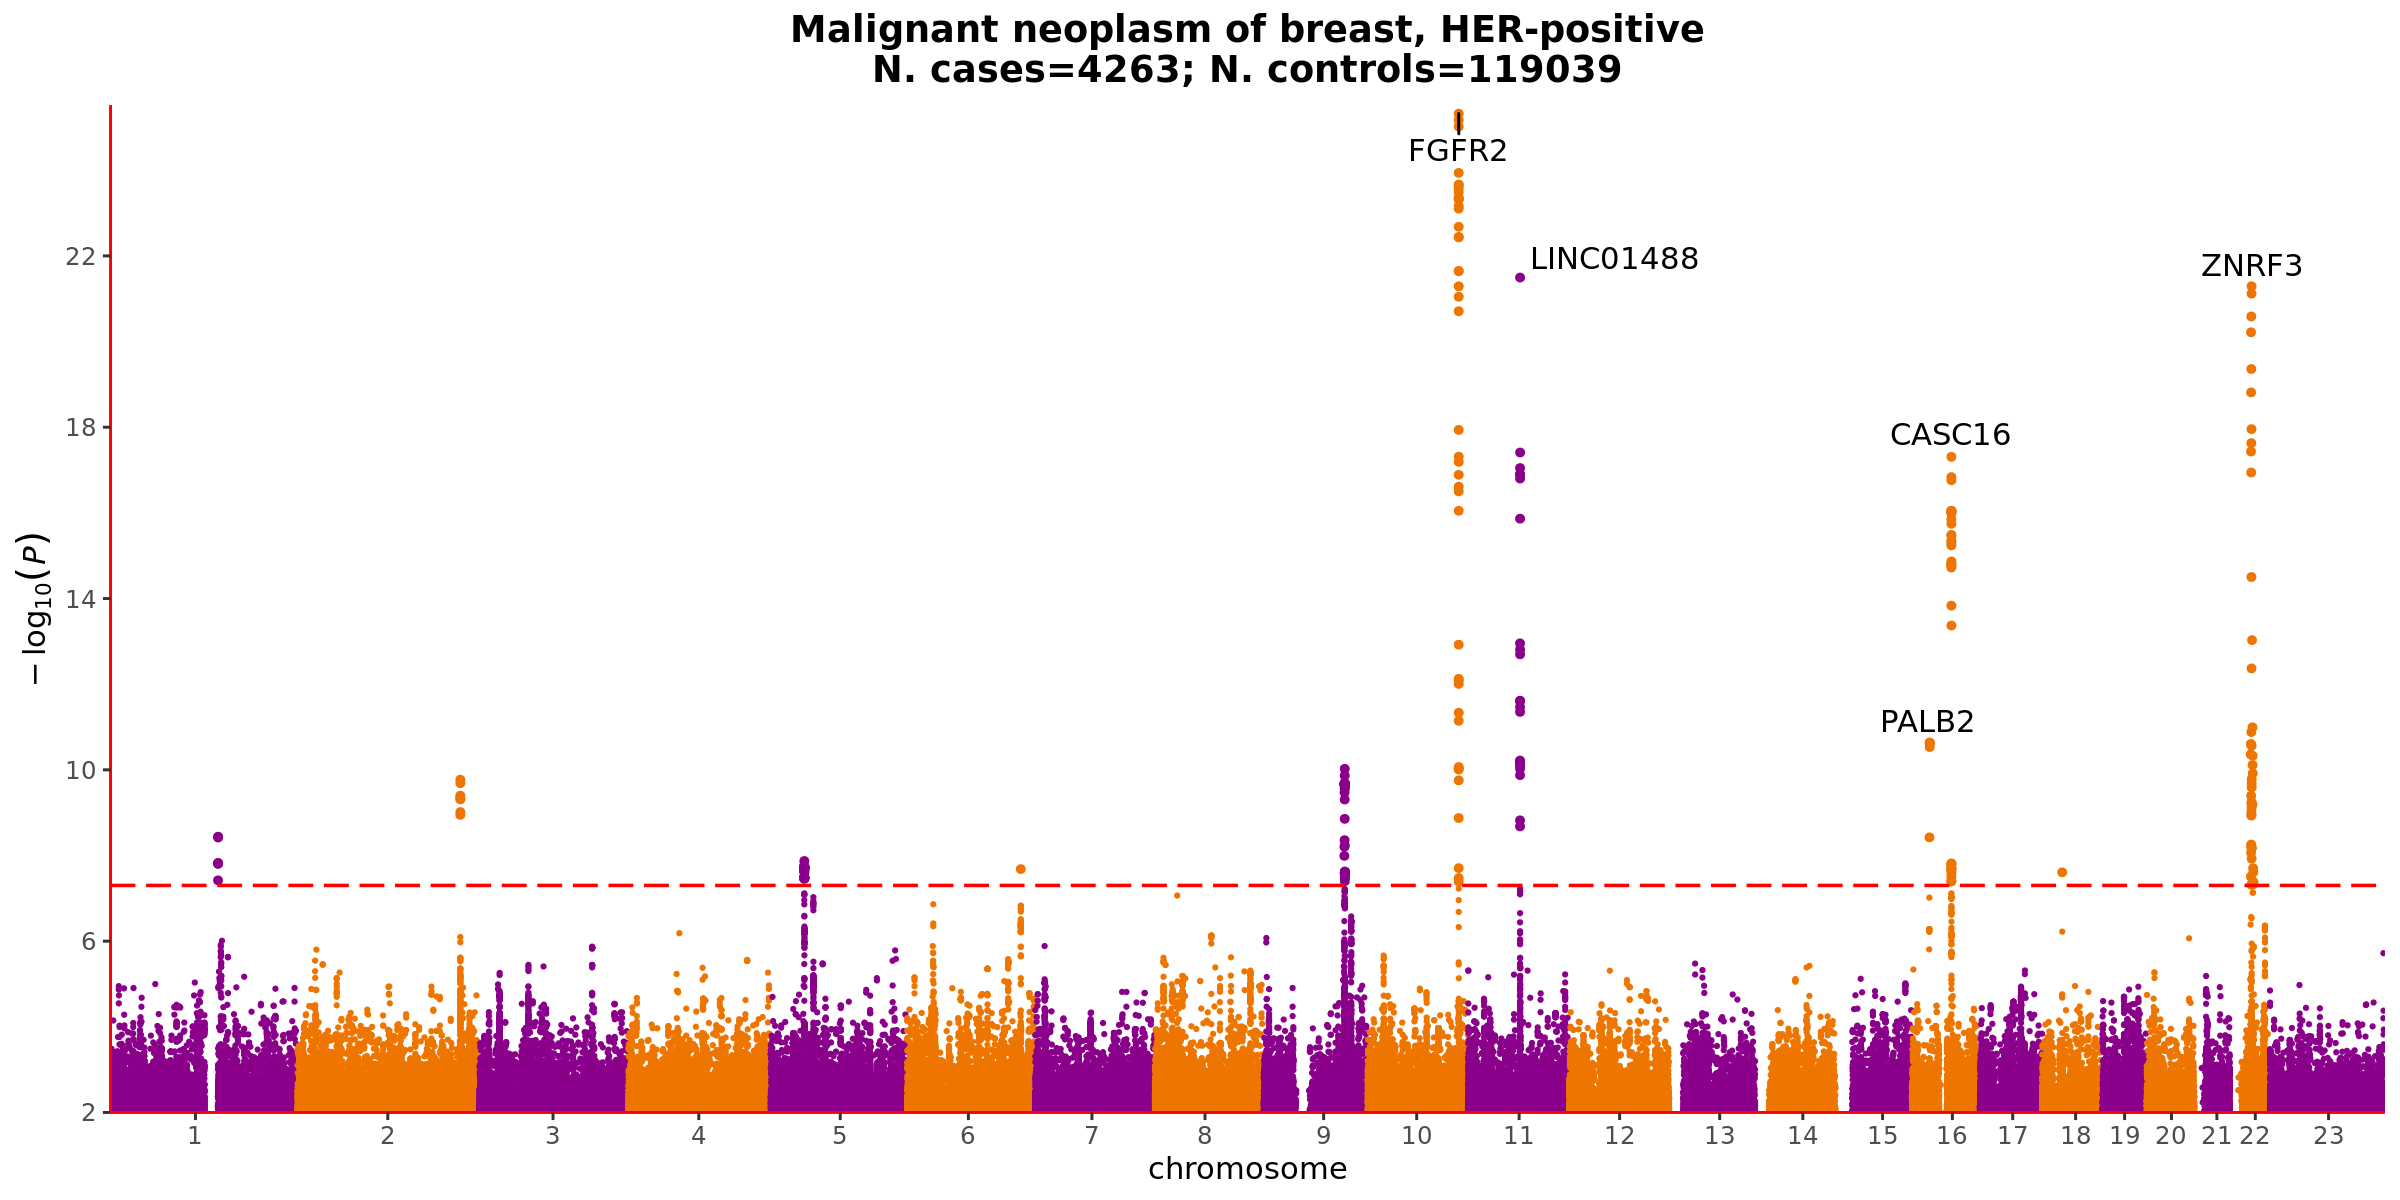 Malignant neoplasm of breast, HER-positive
N. cases=4263; N. controls=119039
FGFR2
LINC01488
ZNRF3
CASC16
PALB2
22
18
14
10
6
2
−log10(P)
1 2 3 4 5 6 7 8 9 10 11 12 13 14 15 16 17 18 19 20 21 22 23
chromosome